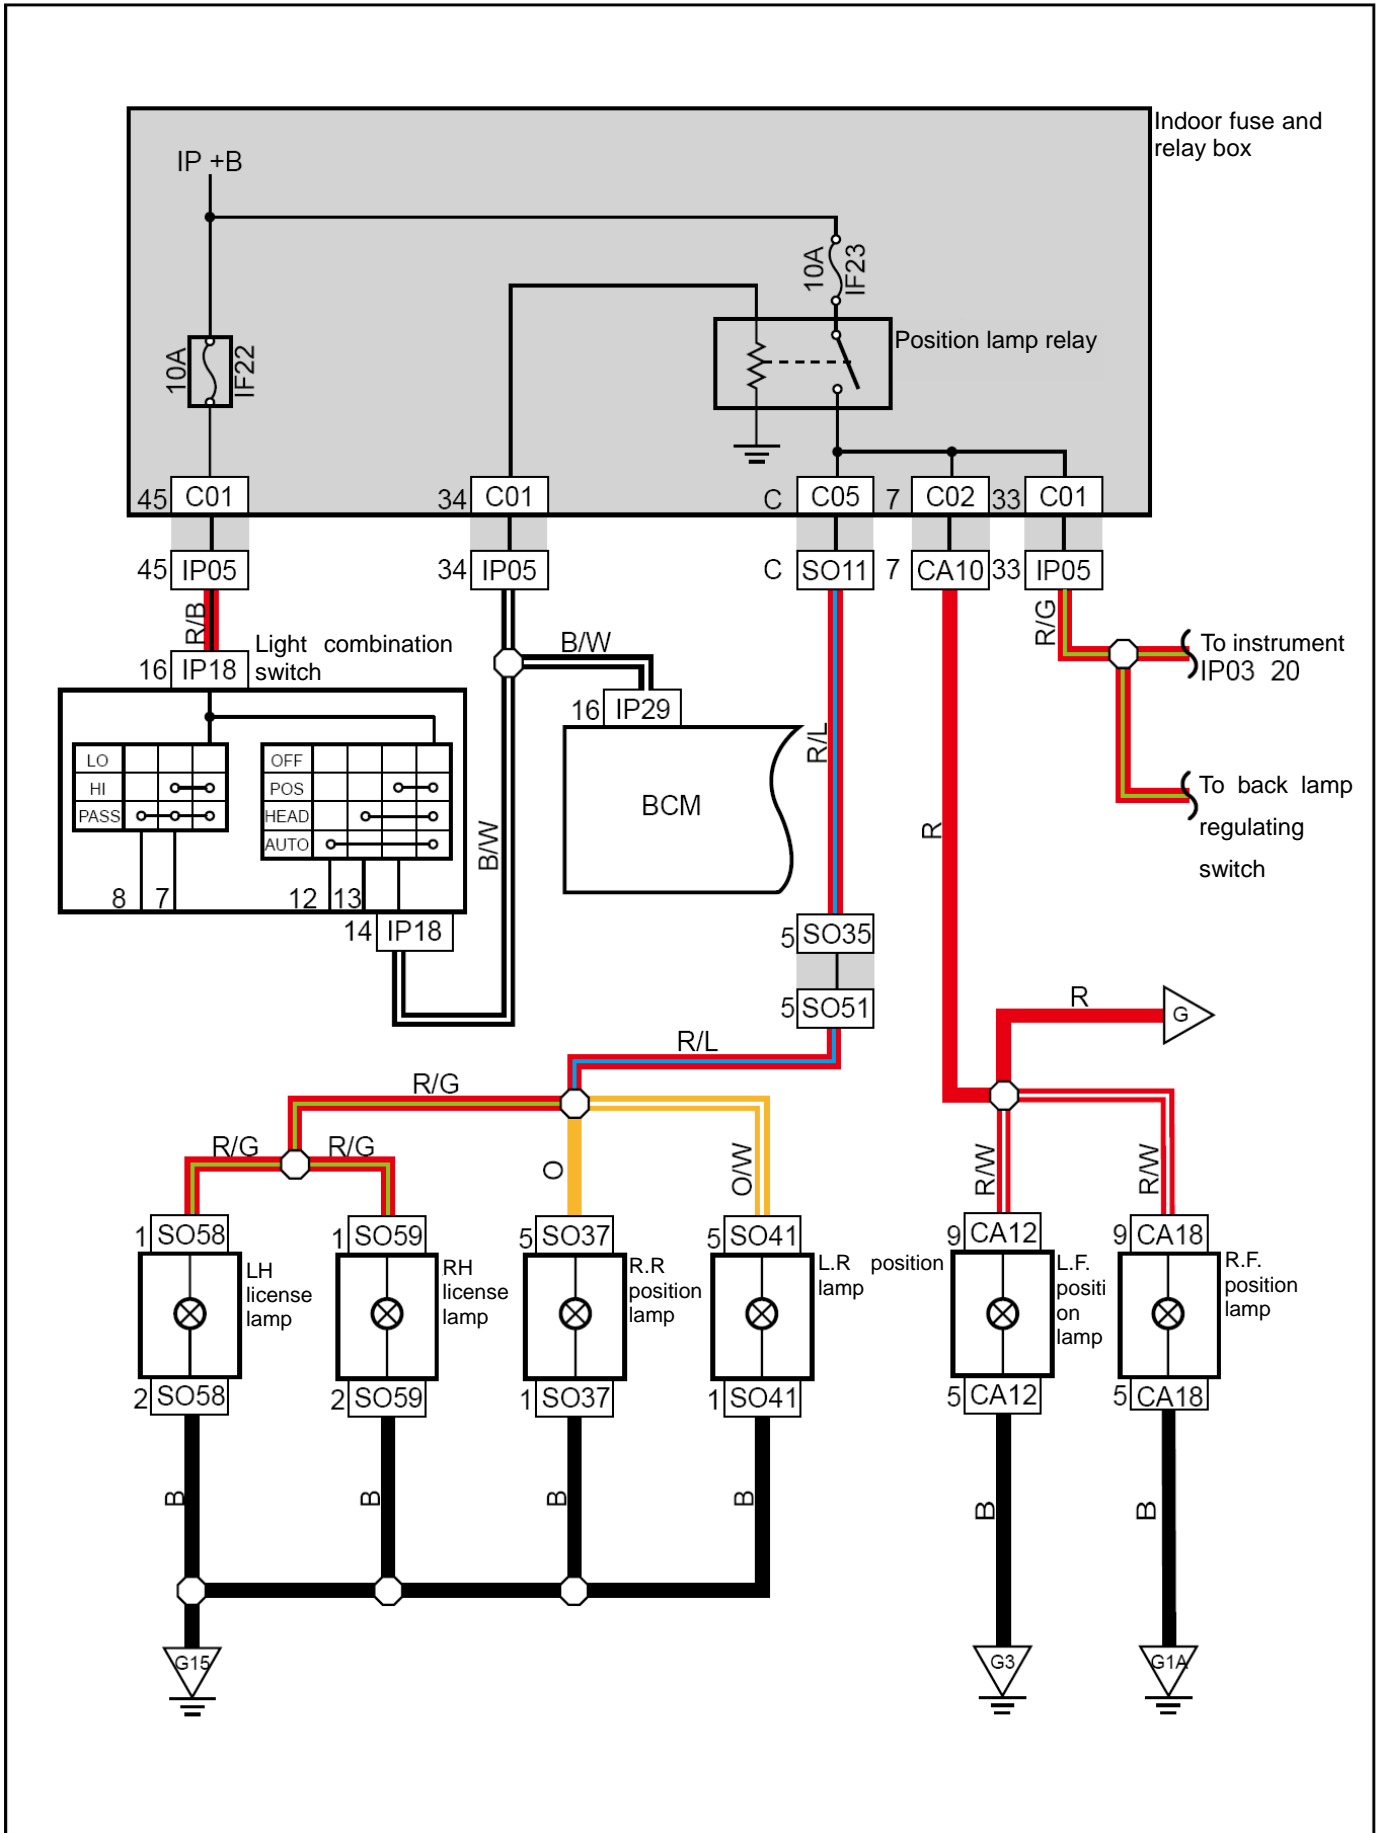 Indoor fuse and
relay box
IP +B
10A
IF23
Position lamp relay
10A
IF22
45 C01
34 C01
C C05
7 C02
33 C01
45 IP05
34 IP05
C SO11
7 CA10
33 IP05
R/B
R/G
Light combination
switch
16 IP18
B/W
16 IP29
To instrument
IP03 20
R/L
LO
HI
PASS
OFF
POS
HEAD
AUTO
BCM
B/W
R
To back lamp
regulating
switch
8 7
12 13
14 IP18
5 SO35
5 SO51
R
G
R/L
R/G
R/G
R/G
O
O/W
R/W
R/W
1 SO58
1 SO59
5 SO37
5 SO41
9 CA12
9 CA18
LH
license
lamp
RH
license
lamp
R.R
position
lamp
L.R position
lamp
L.F.
positi
on
lamp
R.F.
position
lamp
2 SO58
2 SO59
1 SO37
1 SO41
5 CA12
5 CA18
B
B
B
B
B
B
G15
G3
G1A